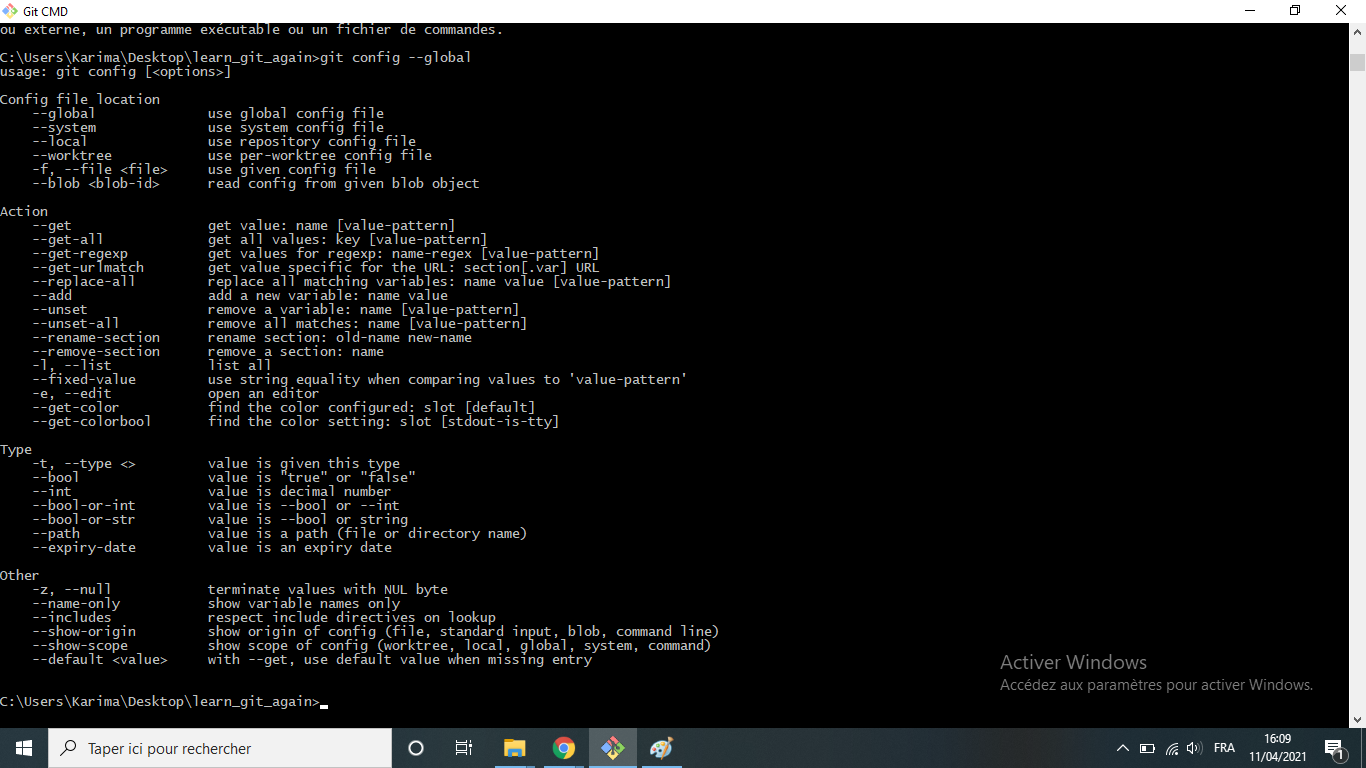 Git CMD
ou externe, un programme exécutable ou un fichier de commandes.
C:\Users\Karima\Desktop\learn_git_again>git config --global
usage: git config [<options>]
Config file location
--global use global config file
--system use system config file
--local use repository config file
--worktree use per-worktree config file
-f, --file <file> use given config file
--blob <blob-id> read config from given blob object
Action
--get get value: name [value-pattern]
--get-all get all values: key [value-pattern]
--get-regexp get values for regexp: name-regex [value-pattern]
--get-urlmatch get value specific for the URL: section[.var] URL
--replace-all replace all matching variables: name value [value-pattern]
--add add a new variable: name value
--unset remove a variable: name [value-pattern]
--unset-all remove all matches: name [value-pattern]
--rename-section rename section: old-name new-name
--remove-section remove a section: name
-l, --list list all
--fixed-value use string equality when comparing values to 'value-pattern'
-e, --edit open an editor
--get-color find the color configured: slot [default]
--get-colorbool find the color setting: slot [stdout-is-tty]
Type
-t, --type <> value is given this type
--bool value is "true" or "false"
--int value is decimal number
--bool-or-int value is --bool or --int
--bool-or-str value is --bool or string
--path value is a path (file or directory name)
--expiry-date value is an expiry date
Other
-z, --null terminate values with NUL byte
--name-only show variable names only
--includes respect include directives on lookup
--show-origin show origin of config (file, standard input, blob, command line)
--show-scope show scope of config (worktree, local, global, system, command)
--default <value> with --get, use default value when missing entry
Activer Windows
Accédez aux paramètres pour activer Windows.
C:\Users\Karima\Desktop\learn_git_again>
Taper ici pour rechercher
FRA
16:09
11/04/2021
1